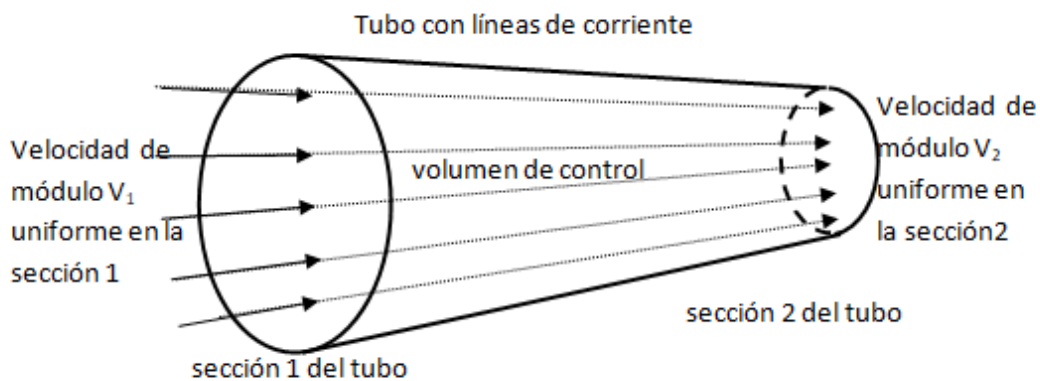 Tubo con líneas de corriente
Velocidad de
módulo V₁
uniforme en la
sección 1
volumen de control
Velocidad de
módulo V₂
uniforme en
la sección2
sección 2 del tubo
sección 1 del tubo